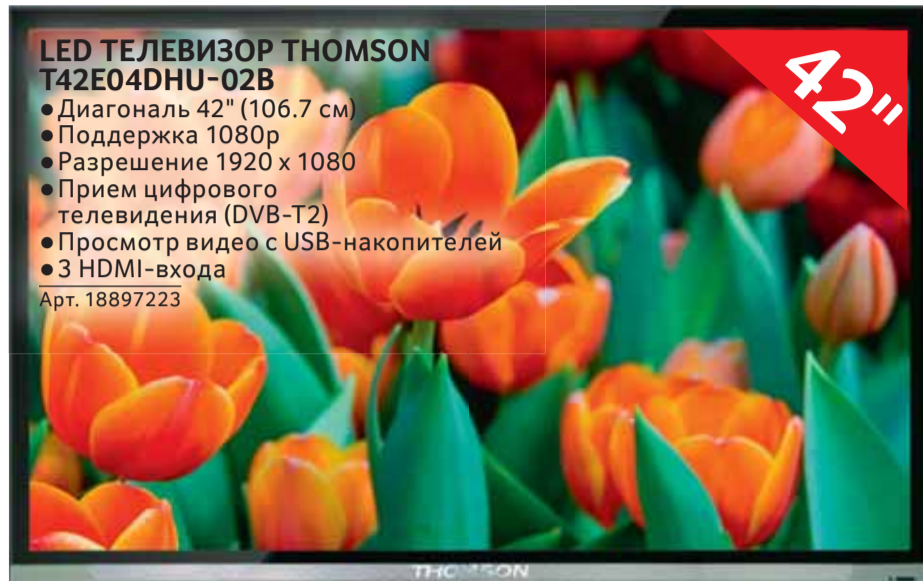 LED ТЕЛЕВИЗОР THOMSON
T42E04DHU-02B
● Диагональ 42" (106.7 см)
● Поддержка 1080p
● Разрешение 1920 x 1080
● Прием цифрового
телевидения (DVB-T2)
● Просмотр видео с USB-накопителей
● 3 HDMI-входа
Арт. 18897223
42"
THOMSON